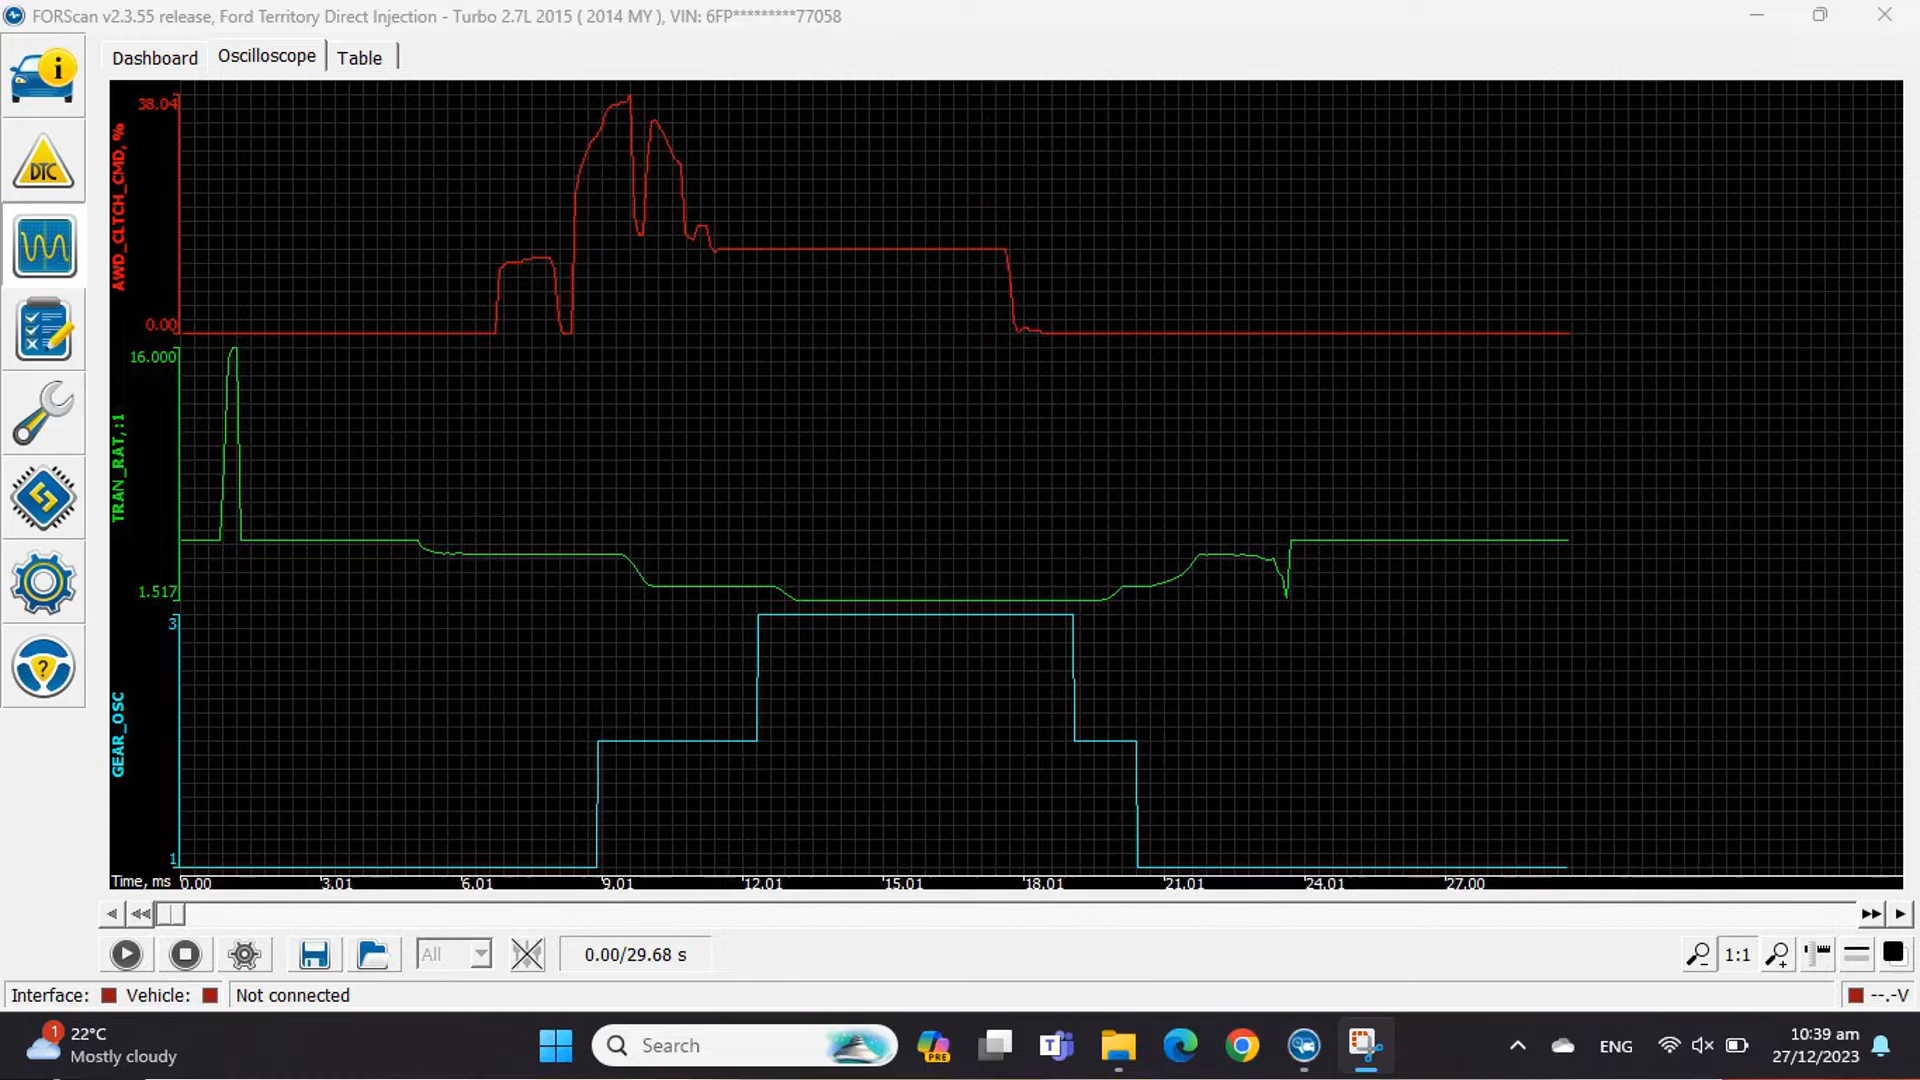 FORScan v2.3.55 release, Ford Territory Direct Injection - Turbo 2.7L 2015 ( 2014 MY ), VIN: 6FP*********77058
Dashboard
Oscilloscope
Table
i
DTC
?
38.04
AWD_CLTCH_CMD, %
0.00
16.000
TRAN_RAT, :1
1.517
3
GEAR_OSC
1
Time, ms
0.00
3.01
6.01
9.01
12.01
15.01
18.01
21.01
24.01
27.00
All
0.00/29.68 s
1:1
Interface:
Vehicle:
Not connected
--.-V
1
22°C
Mostly cloudy
Search
PRE
T
ENG
10:39 am
27/12/2023